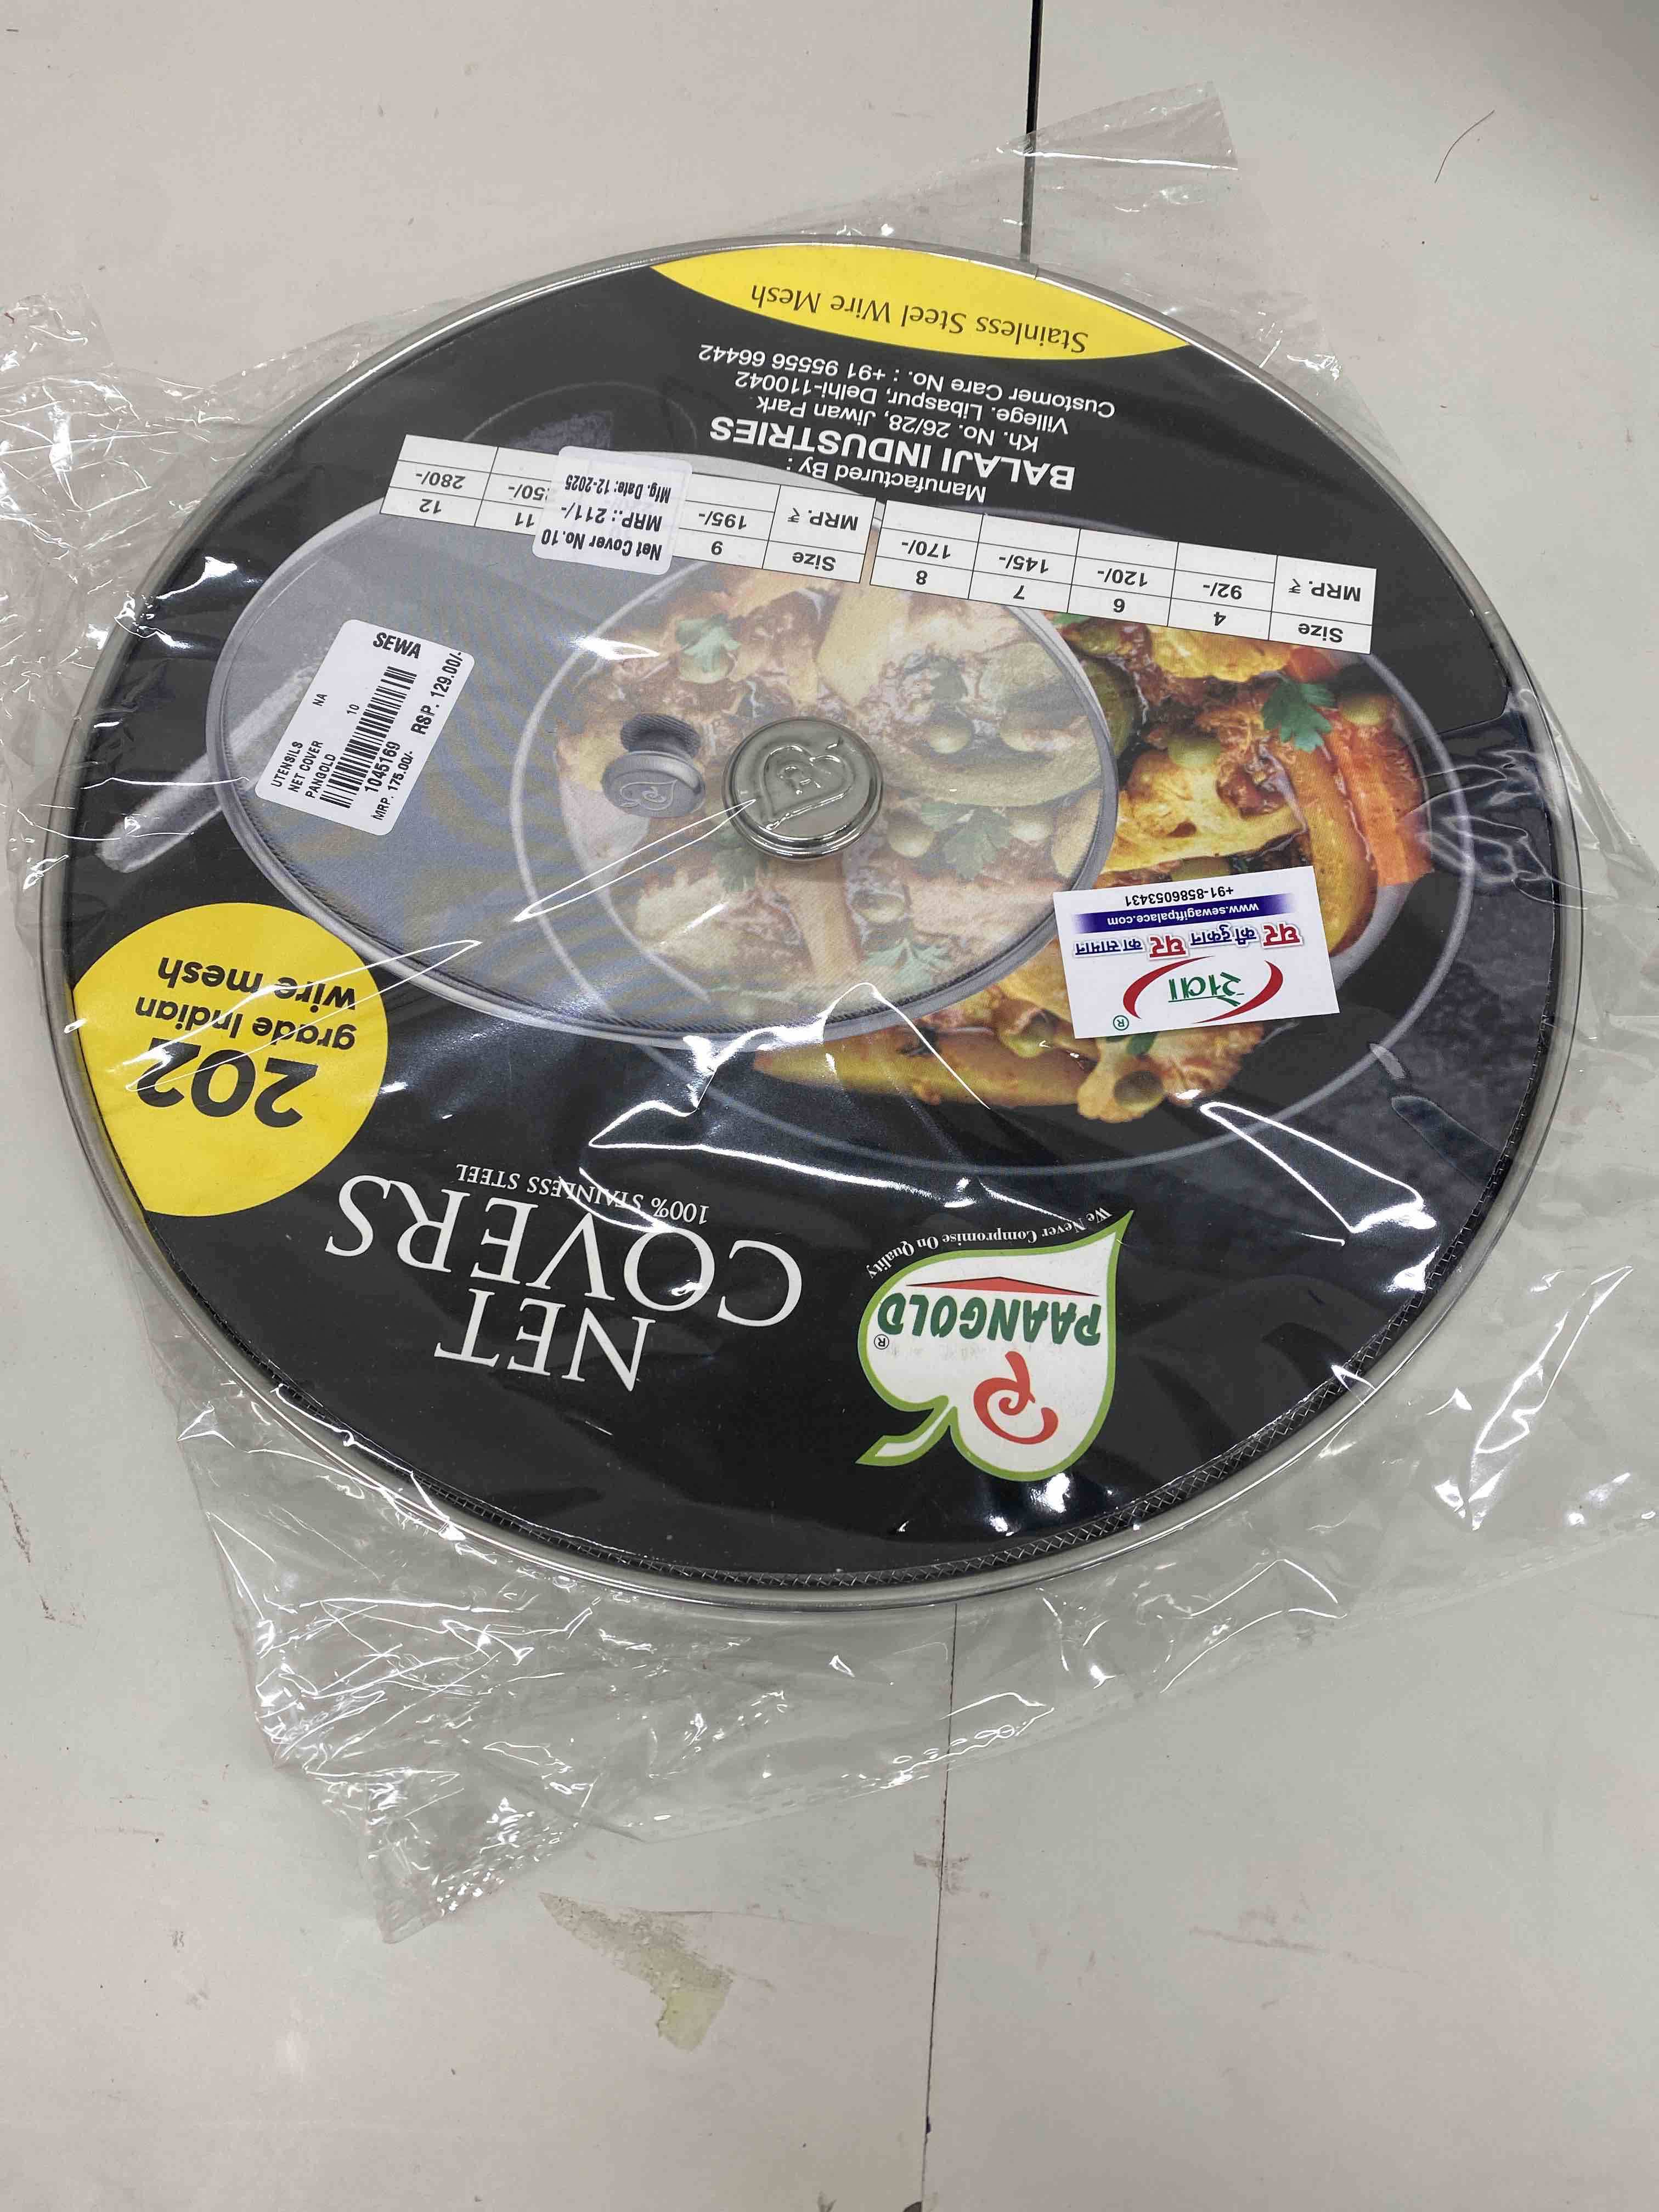 PAANGOLD®
We Never Compromise On Quality
NET
COVERS
100% STAINLESS STEEL
202
grade Indian
wire mesh
सेवा ®
घर की दुकान घर का सामान
www.sewagiftpalace.com
+91-8586053431
SEWA
UTENSILS NA
NET COVER
PANGOLD 10
1045169
MRP. 175.00/- RSP. 129.00/-
Size 4 6 7 8
MRP. ₹ 92/- 120/- 145/- 170/-
Size 9 11 12
MRP. ₹ 195/- 50/- 280/-
Net Cover No.10
MRP.: 211/-
Mfg. Date: 12-2025
Manufactured By :
BALAJI INDUSTRIES
Kh. No. 26/28, Jiwan Park
Villege. Libaspur, Delhi-110042
Customer Care No. : +91 95556 66442
Stainless Steel Wire Mesh